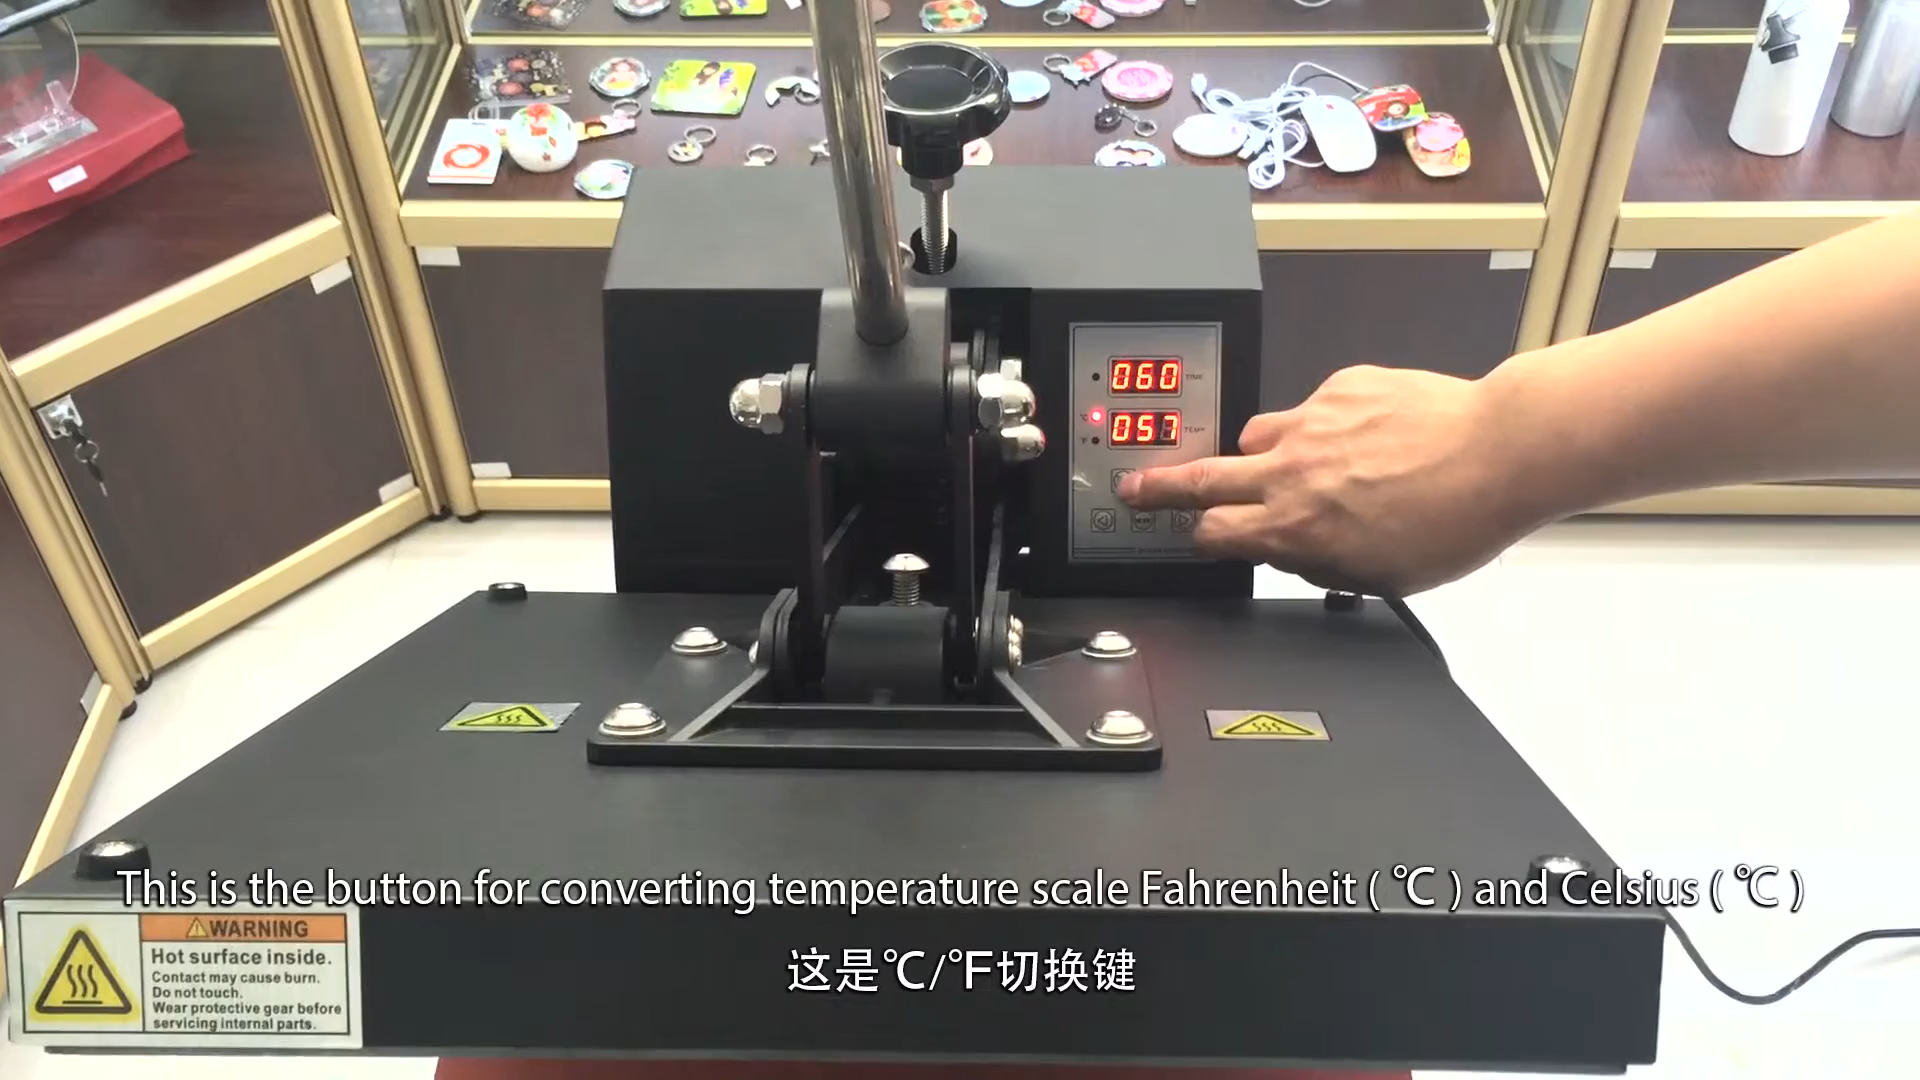 060 TIME
℃
057 TEMP
℉
This is the button for converting temperature scale Fahrenheit ( ℃ ) and Celsius ( ℃ )
WARNING
Hot surface inside.
Contact may cause burn.
Do not touch.
Wear protective gear before
servicing internal parts.
这是℃/℉切换键